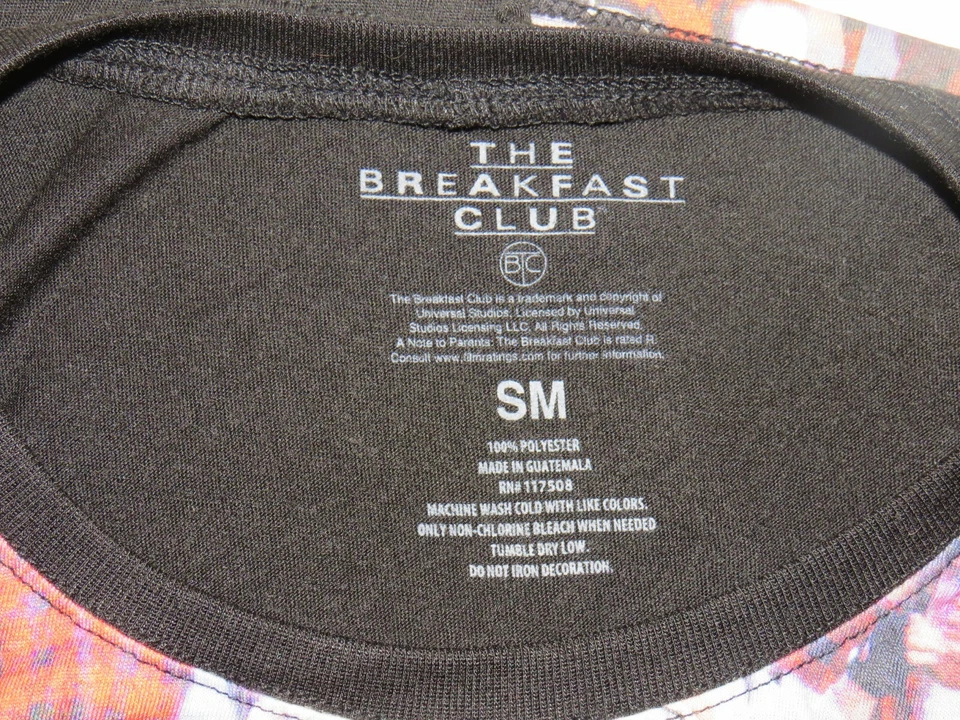 THE
BREAKFAST
CLUB™
BTC
The Breakfast Club is a trademark and copyright of
Universal Studios. Licensed by Universal
Studios Licensing LLC. All Rights Reserved.
A Note to Parents: The Breakfast Club is rated R.
Consult www.filmratings.com for further information.
SM
100% POLYESTER
MADE IN GUATEMALA
RN# 117508
MACHINE WASH COLD WITH LIKE COLORS.
ONLY NON-CHLORINE BLEACH WHEN NEEDED
TUMBLE DRY LOW.
DO NOT IRON DECORATION.